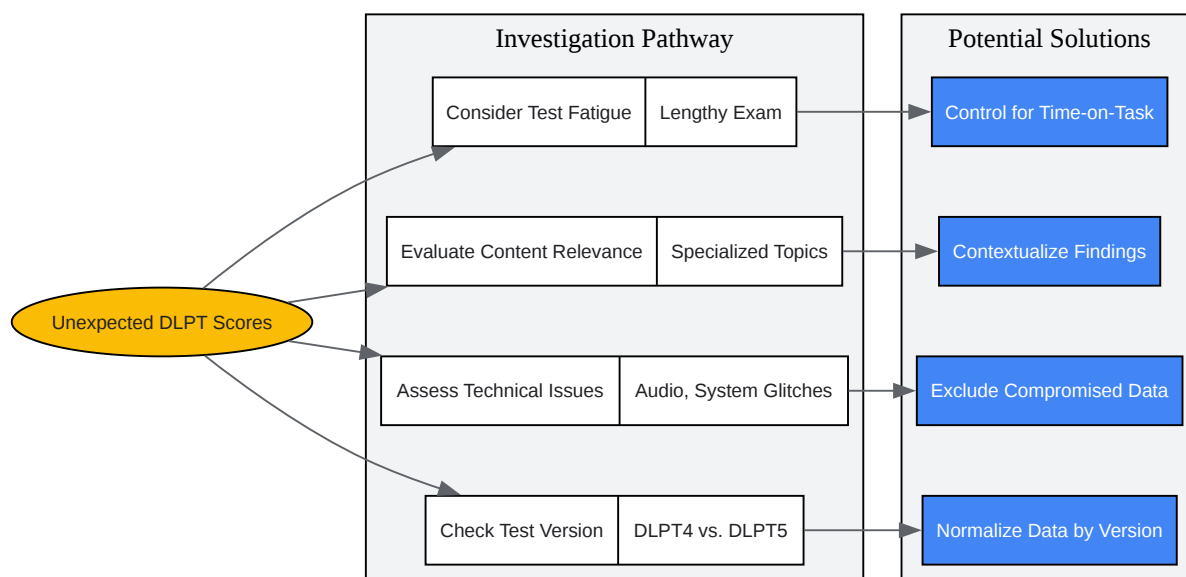 Investigation Pathway
Potential Solutions
Consider Test Fatigue
Lengthy Exam
Control for Time-on-Task
Evaluate Content Relevance
Specialized Topics
Contextualize Findings
Unexpected DLPT Scores
Assess Technical Issues
Audio, System Glitches
Exclude Compromised Data
Check Test Version
DLPT4 vs. DLPT5
Normalize Data by Version